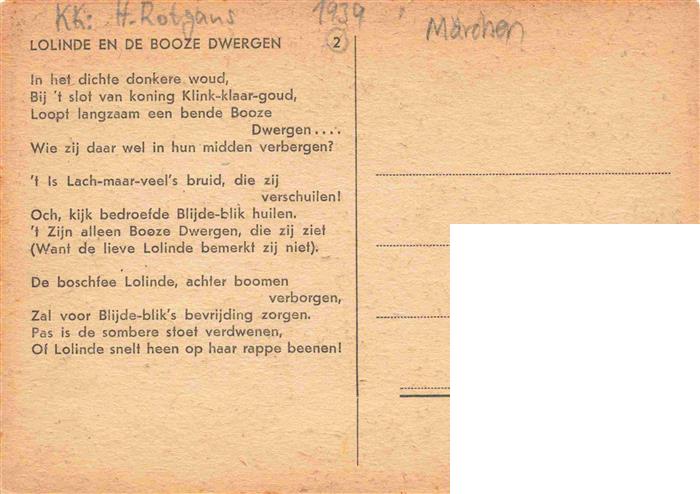 KK: H. Rotgans 1939 Märchen
LOLINDE EN DE BOOZE DWERGEN 2
In het dichte donkere woud,
Bij 't slot van koning Klink-klaar-goud,
Loopt langzaam een bende Booze
Dwergen....
Wie zij daar wel in hun midden verbergen?
't Is Lach-maar-veel's bruid, die zij
verschuilen!
Och, kijk bedroefde Blijde-blik huilen.
't Zijn alleen Booze Dwergen, die zij ziet
(Want de lieve Lolinde bemerkt zij niet).
De boschfee Lolinde, achter boomen
verborgen,
Zal voor Blijde-blik's bevrijding zorgen.
Pas is de sombere stoet verdwenen,
Of Lolinde snelt heen op haar rappe beenen!